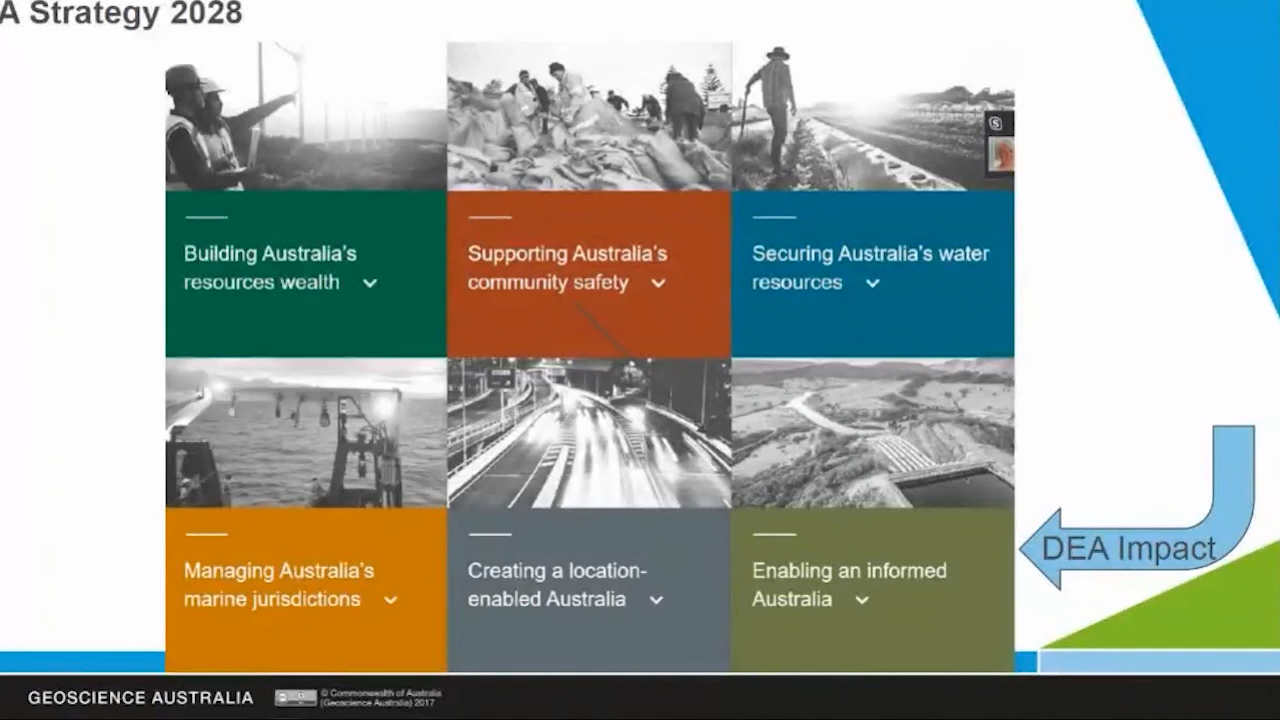 A Strategy 2028
Building Australia's
resources wealth
Supporting Australia's
community safety
Securing Australia's water
resources
Managing Australia's
marine jurisdictions
Creating a location-
enabled Australia
Enabling an informed
Australia
DEA Impact
GEOSCIENCE AUSTRALIA
© Commonwealth of Australia
(Geoscience Australia) 2017